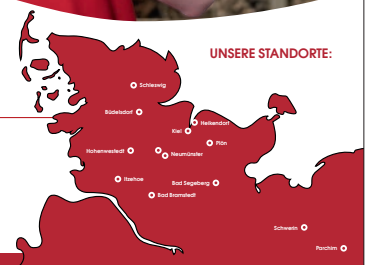 UNSERE STANDORTE:
Schleswig
Büdelsdorf
Heikendorf
Kiel
Plön
Hohenwestedt
Neumünster
Itzehoe
Bad Segeberg
Bad Bramstedt
Schwerin
Parchim